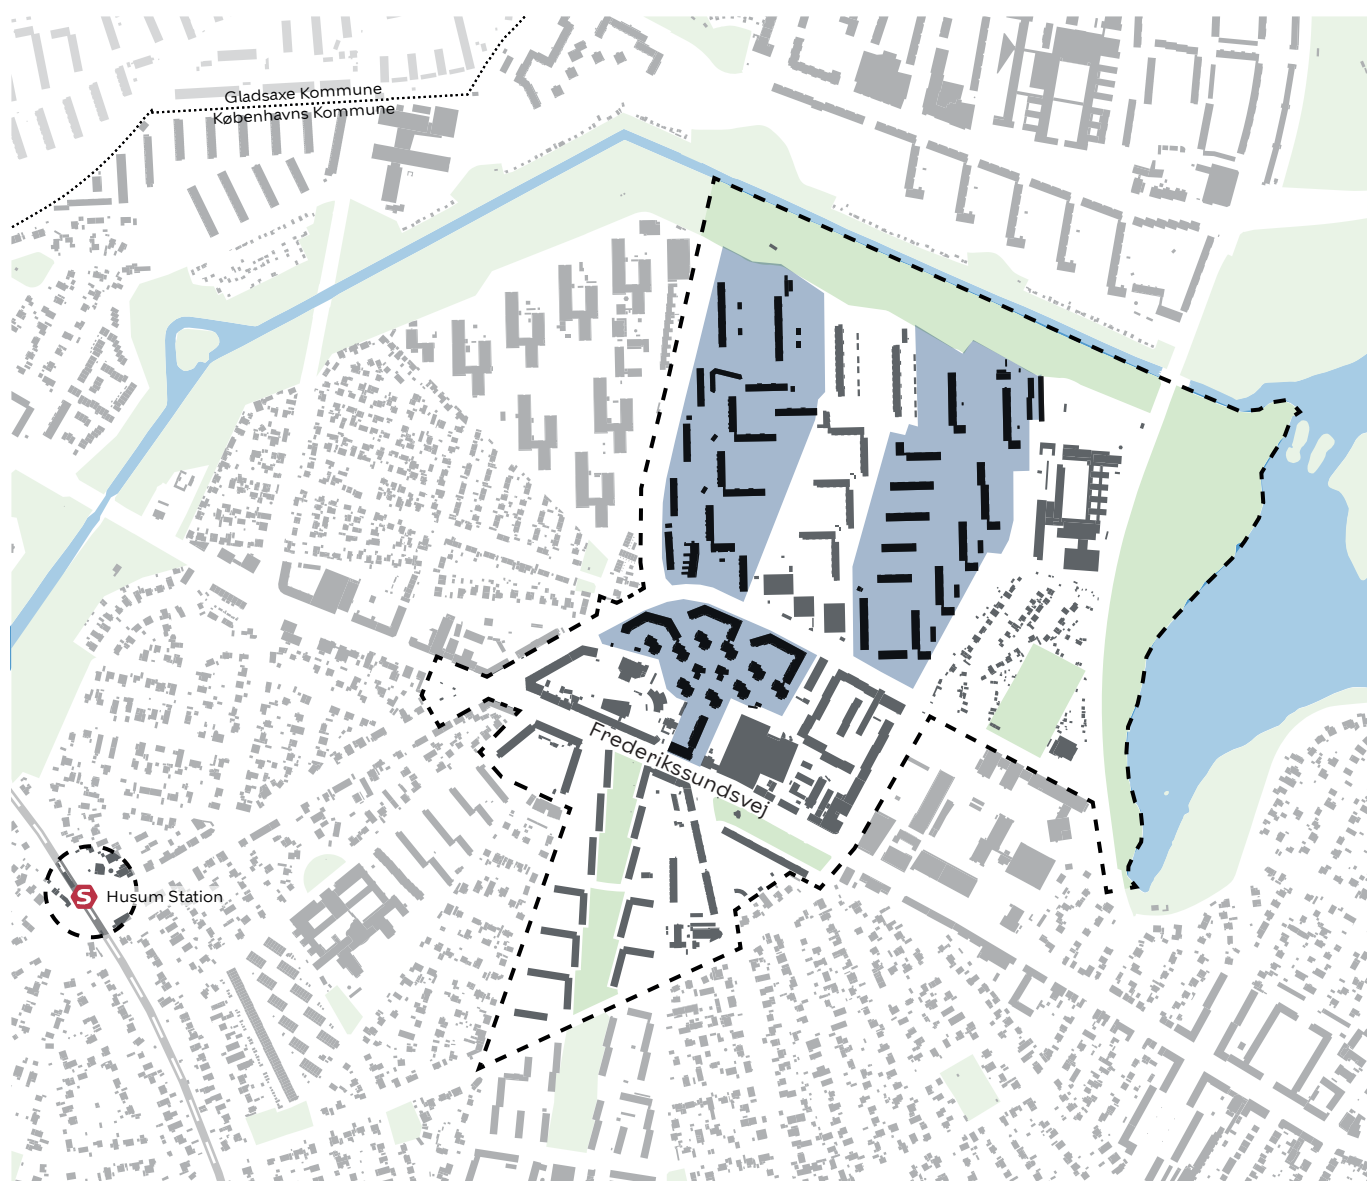 Gladsaxe Kommune
Københavns Kommune
Frederikssundsvej
S
Husum Station